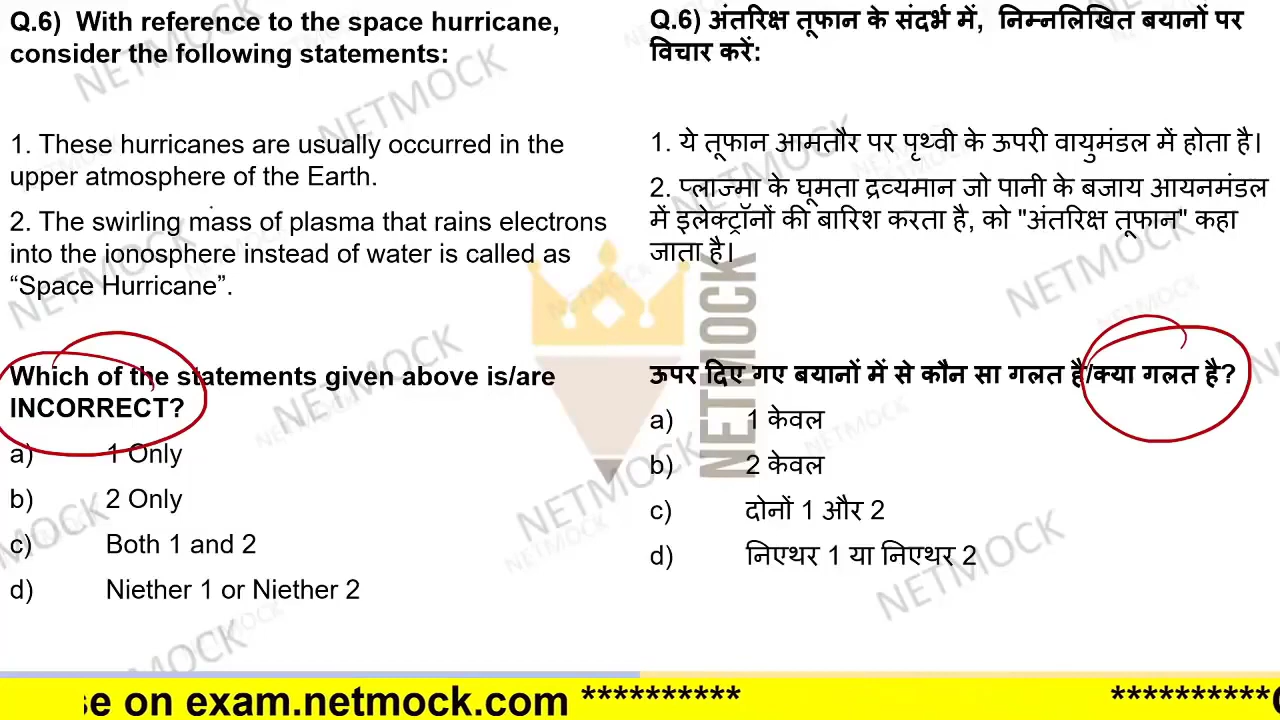 Q.6) With reference to the space hurricane,
consider the following statements:
1. These hurricanes are usually occurred in the
upper atmosphere of the Earth.
2. The swirling mass of plasma that rains electrons
into the ionosphere instead of water is called as
“Space Hurricane”.
Which of the statements given above is/are
INCORRECT?
a) 1 Only
b) 2 Only
c) Both 1 and 2
d) Niether 1 or Niether 2
Q.6) अंतरिक्ष तूफान के संदर्भ में, निम्नलिखित बयानों पर
विचार करें:
1. ये तूफान आमतौर पर पृथ्वी के ऊपरी वायुमंडल में होता है।
2. प्लाज्मा के घूमता द्रव्यमान जो पानी के बजाय आयनमंडल
में इलेक्ट्रॉनों की बारिश करता है, को "अंतरिक्ष तूफान" कहा
जाता है।
ऊपर दिए गए बयानों में से कौन सा गलत है/क्या गलत है?
a) 1 केवल
b) 2 केवल
c) दोनों 1 और 2
d) निएथर 1 या निएथर 2
NETMOCK
on exam.netmock.com ********** **********